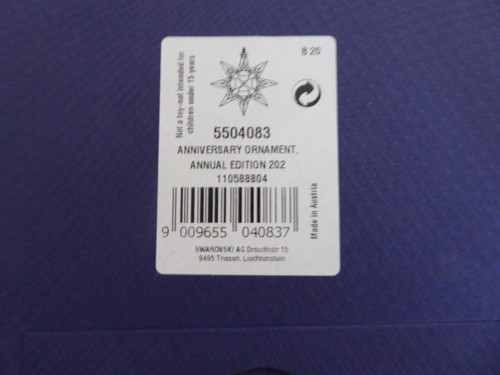 8 20
Not a toy-not intended for
children under 15 years
5504083
ANNIVERSARY ORNAMENT,
ANNUAL EDITION 202
110588804
Made in Austria
9 009655 040837
SWAROVSKI AG Dröschistr 15
9495 Triesen, Liechtenstein